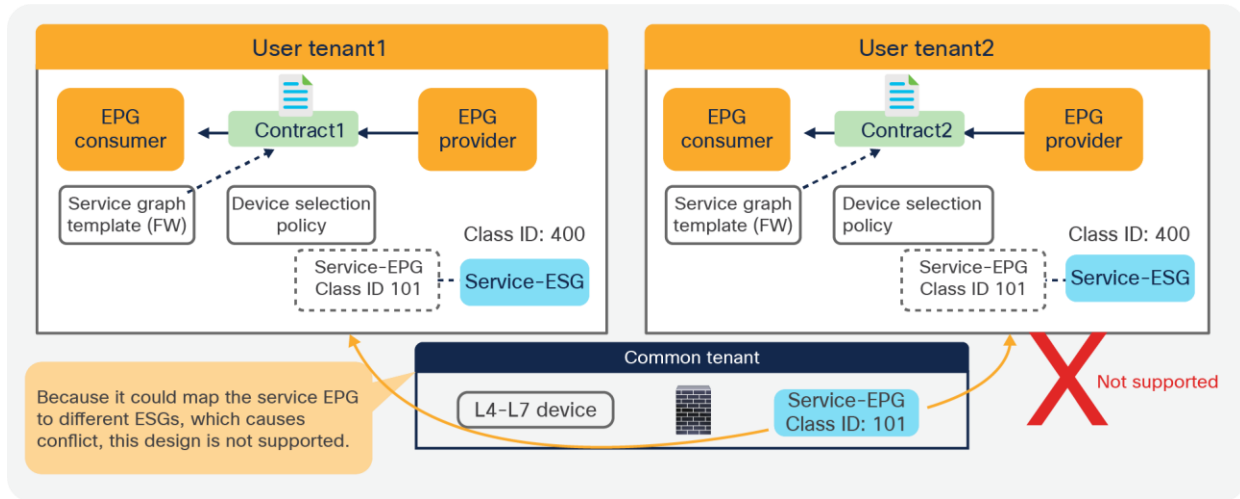 User tenant1
EPG
consumer
Contract1
EPG
provider
Service graph
template (FW)
Device selection
policy
Class ID: 400
Service-EPG
Class ID 101
Service-ESG
User tenant2
EPG
consumer
Contract2
EPG
provider
Service graph
template (FW)
Device selection
policy
Class ID: 400
Service-EPG
Class ID 101
Service-ESG
Because it could map the service EPG
to different ESGs, which causes
conflict, this design is not supported.
Common tenant
L4-L7 device
Service-EPG
Class ID: 101
Not supported